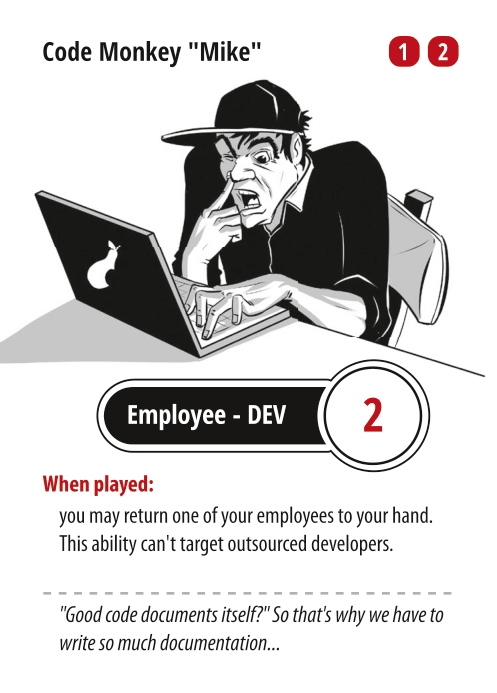 Code Monkey "Mike" 1 2
Employee - DEV 2
When played:
you may return one of your employees to your hand.
This ability can't target outsourced developers.
"Good code documents itself?" So that's why we have to
write so much documentation...